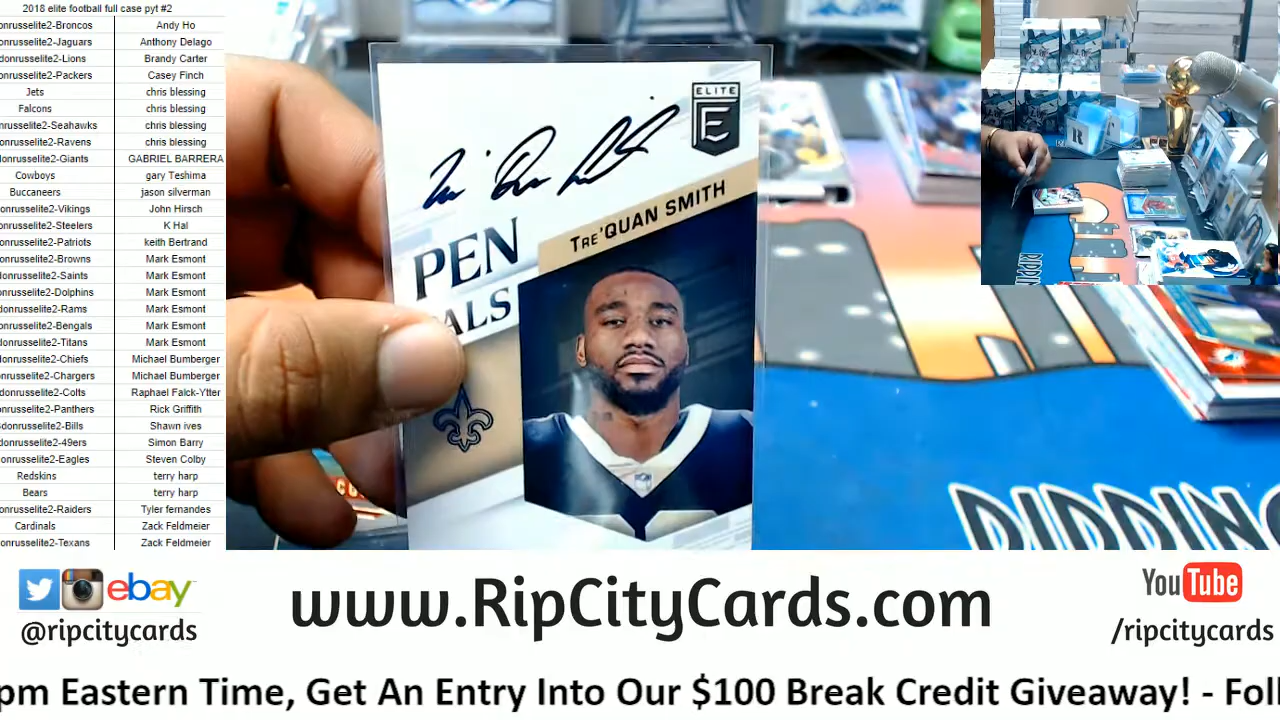 2018 elite football full case pyt #2
onrusselite2-Broncos Andy Ho
onrusselite2-Jaguars Anthony Delago
donrusselite2-Lions Brandy Carter
onrusselite2-Packers Casey Finch
Jets chris blessing
Falcons chris blessing
nrusselite2-Seahawks chris blessing
onrusselite2-Ravens chris blessing
donrusselite2-Giants GABRIEL BARRERA
Cowboys gary Teshima
Buccaneers jason silverman
onrusselite2-Vikings John Hirsch
onrusselite2-Steelers K Hal
onrusselite2-Patriots keith Bertrand
onrusselite2-Browns Mark Esmont
donrusselite2-Saints Mark Esmont
onrusselite2-Dolphins Mark Esmont
donrusselite2-Rams Mark Esmont
onrusselite2-Bengals Mark Esmont
donrusselite2-Titans Mark Esmont
onrusselite2-Chiefs Michael Bumberger
onrusselite2-Chargers Michael Bumberger
donrusselite2-Colts Raphael Falck-Ytter
onrusselite2-Panthers Rick Griffith
donrusselite2-Bills Shawn ives
donrusselite2-49ers Simon Barry
onrusselite2-Eagles Steven Colby
Redskins terry harp
Bears terry harp
onrusselite2-Raiders Tyler fernandes
Cardinals Zack Feldmeier
onrusselite2-Texans Zack Feldmeier
ELITE
E
TRE'QUAN SMITH
PEN
ALS
RIPPING
ebay
@ripcitycards
www.RipCityCards.com
YouTube
/ripcitycards
pm Eastern Time, Get An Entry Into Our $100 Break Credit Giveaway! - Foll